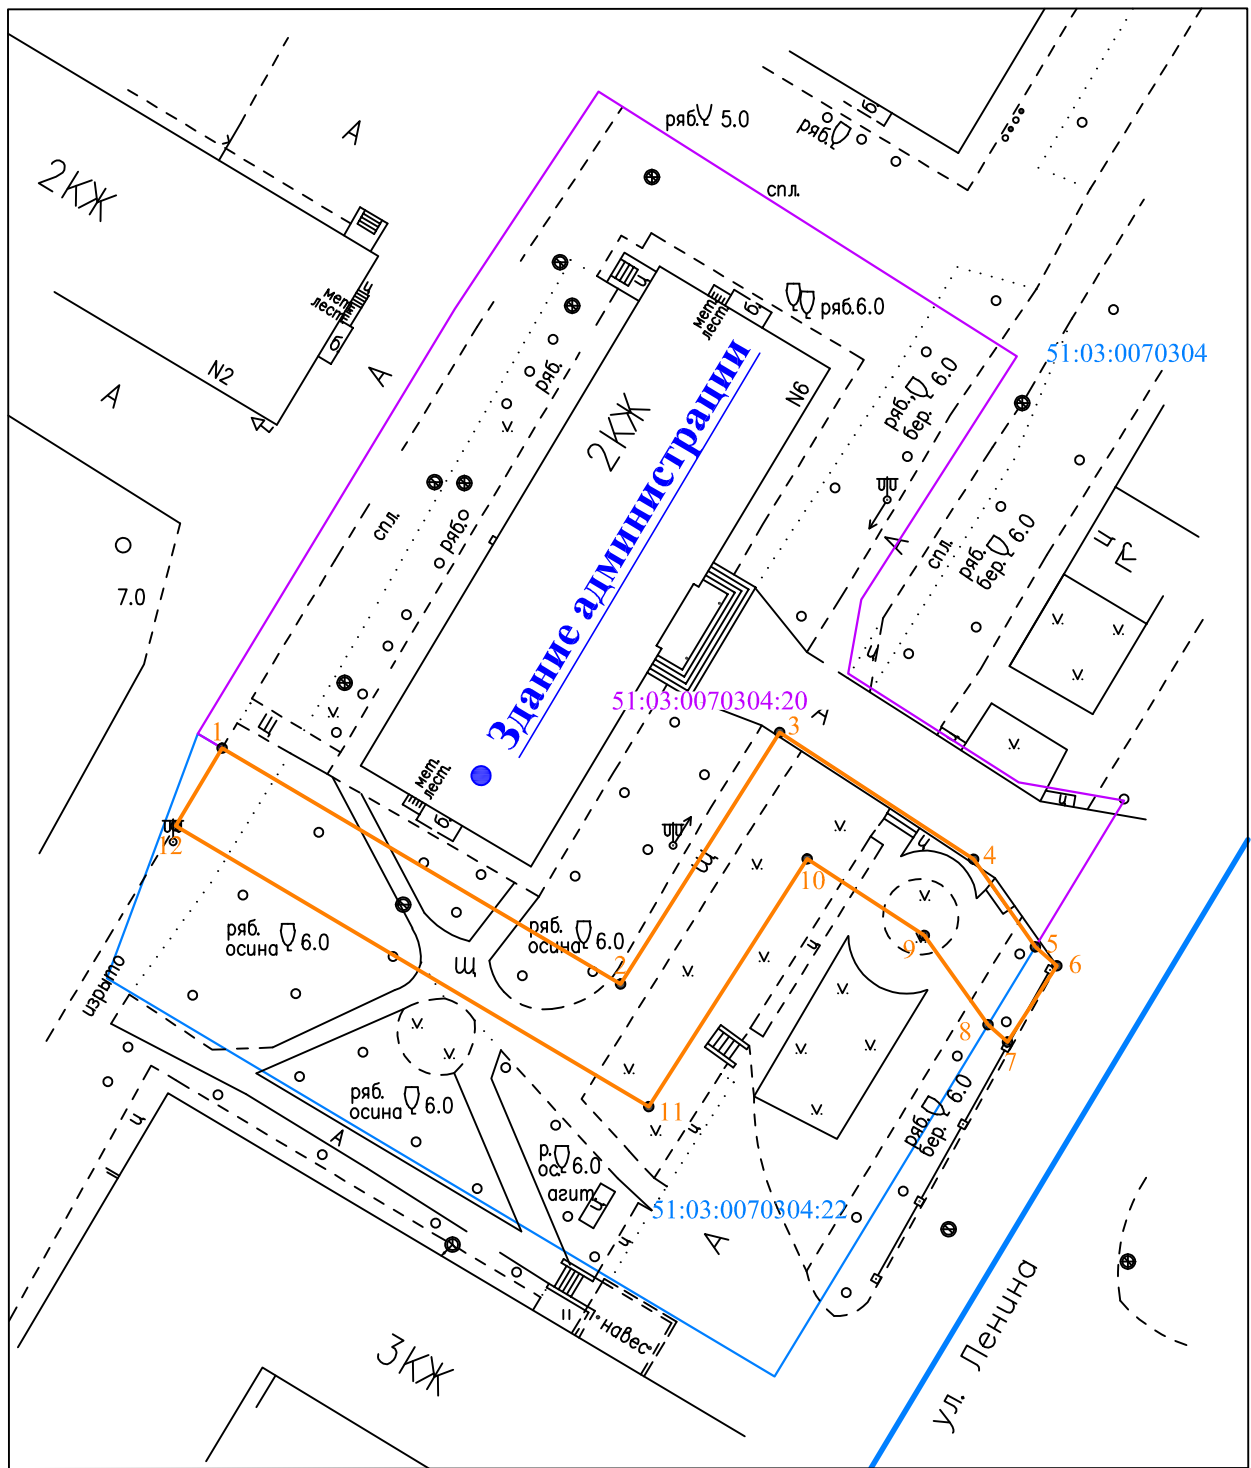 А
ряб. 5.0
ряб.
б
2КЖ
спл.
мет.
лест.
б
мет.
лест.
б
ряб.6.0
ч
51:03:0070304
N2
А
А
ряб.
2КЖ
N6
ряб. 6.0
бер.
Здание администрации
спл.
ряб.
А
спл.
ряб. 6.0
бер.
7.0
ч
51:03:0070304:20
А
1
Щ
3
мет.
лест.
б
12
Щ
ч
4
10
ряб. 6.0
осина
ряб. 6.0
осина
Щ
2
9
5
6
изрыто
8
7
ряб. 6.0
осина
11
ряб. 6.0
бер.
ч
А
р. 6.0
ос.
агит.
51:03:0070304:22
А
ул. Ленина
навес
3КЖ